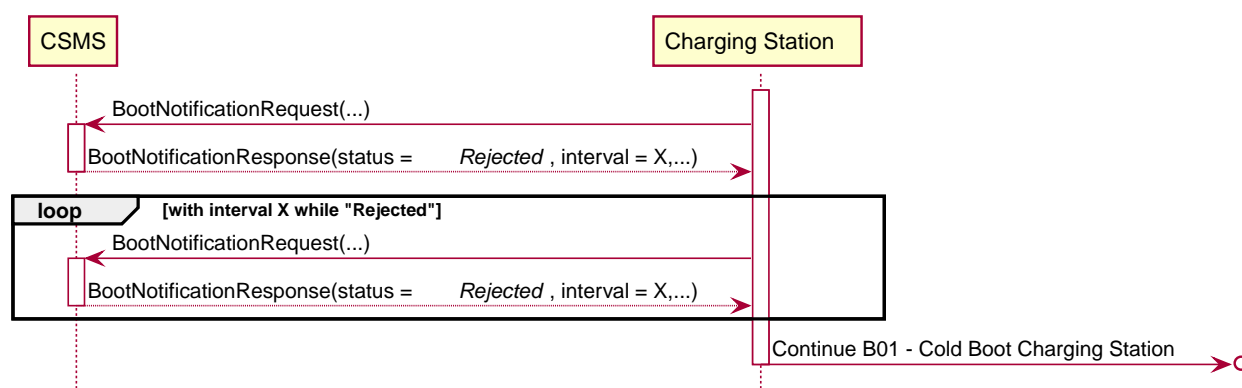 CSMS
Charging Station
BootNotificationRequest(...)
BootNotificationResponse(status = Rejected , interval = X,...)
loop [with interval X while "Rejected"]
BootNotificationRequest(...)
BootNotificationResponse(status = Rejected , interval = X,...)
Continue B01 - Cold Boot Charging Station